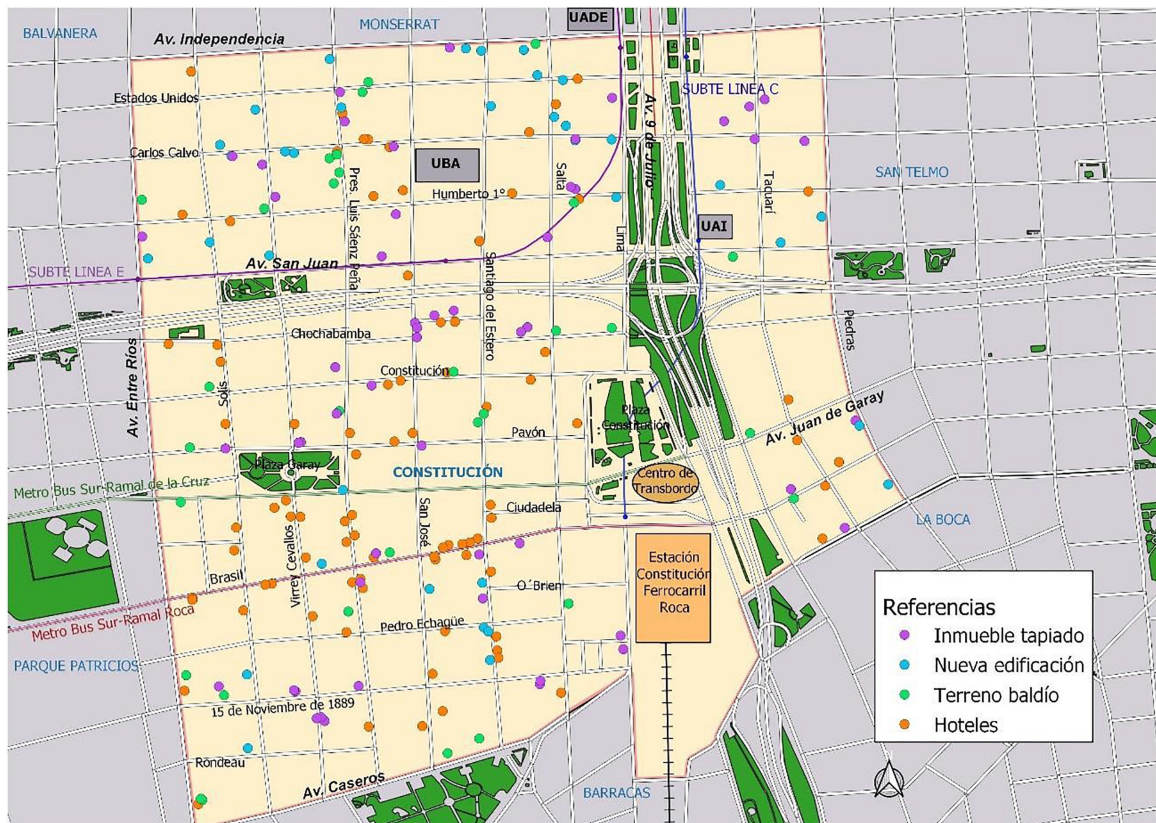 BALVANERA
MONSERRAT
UADE
Av. Independencia
Estados Unidos
SUBTE LINEA C
Carlos Calvo
UBA
Av. 9 de Julio
SAN TELMO
Pres. Luis Sáenz Peña
Humberto 1°
Salta
Tacuarí
Lima
UAI
SUBTE LINEA E
Av. San Juan
Santiago del Estero
Chochabamba
Piedras
Av. Entre Ríos
Solís
Constitución
Plaza
Constitución
Av. Juan de Garay
Pavón
Plaza Garay
CONSTITUCIÓN
Centro de
Transbordo
Metro Bus Sur-Ramal de la Cruz
San José
Ciudadela
LA BOCA
Virrey Cevallos
Estación
Constitución
Ferrocarril
Roca
Brasil
O´Brien
Metro Bus Sur-Ramal Roca
Pedro Echagüe
PARQUE PATRICIOS
15 de Noviembre de 1889
Rondeau
Av. Caseros
BARRACAS
Referencias
Inmueble tapiado
Nueva edificación
Terreno baldío
Hoteles